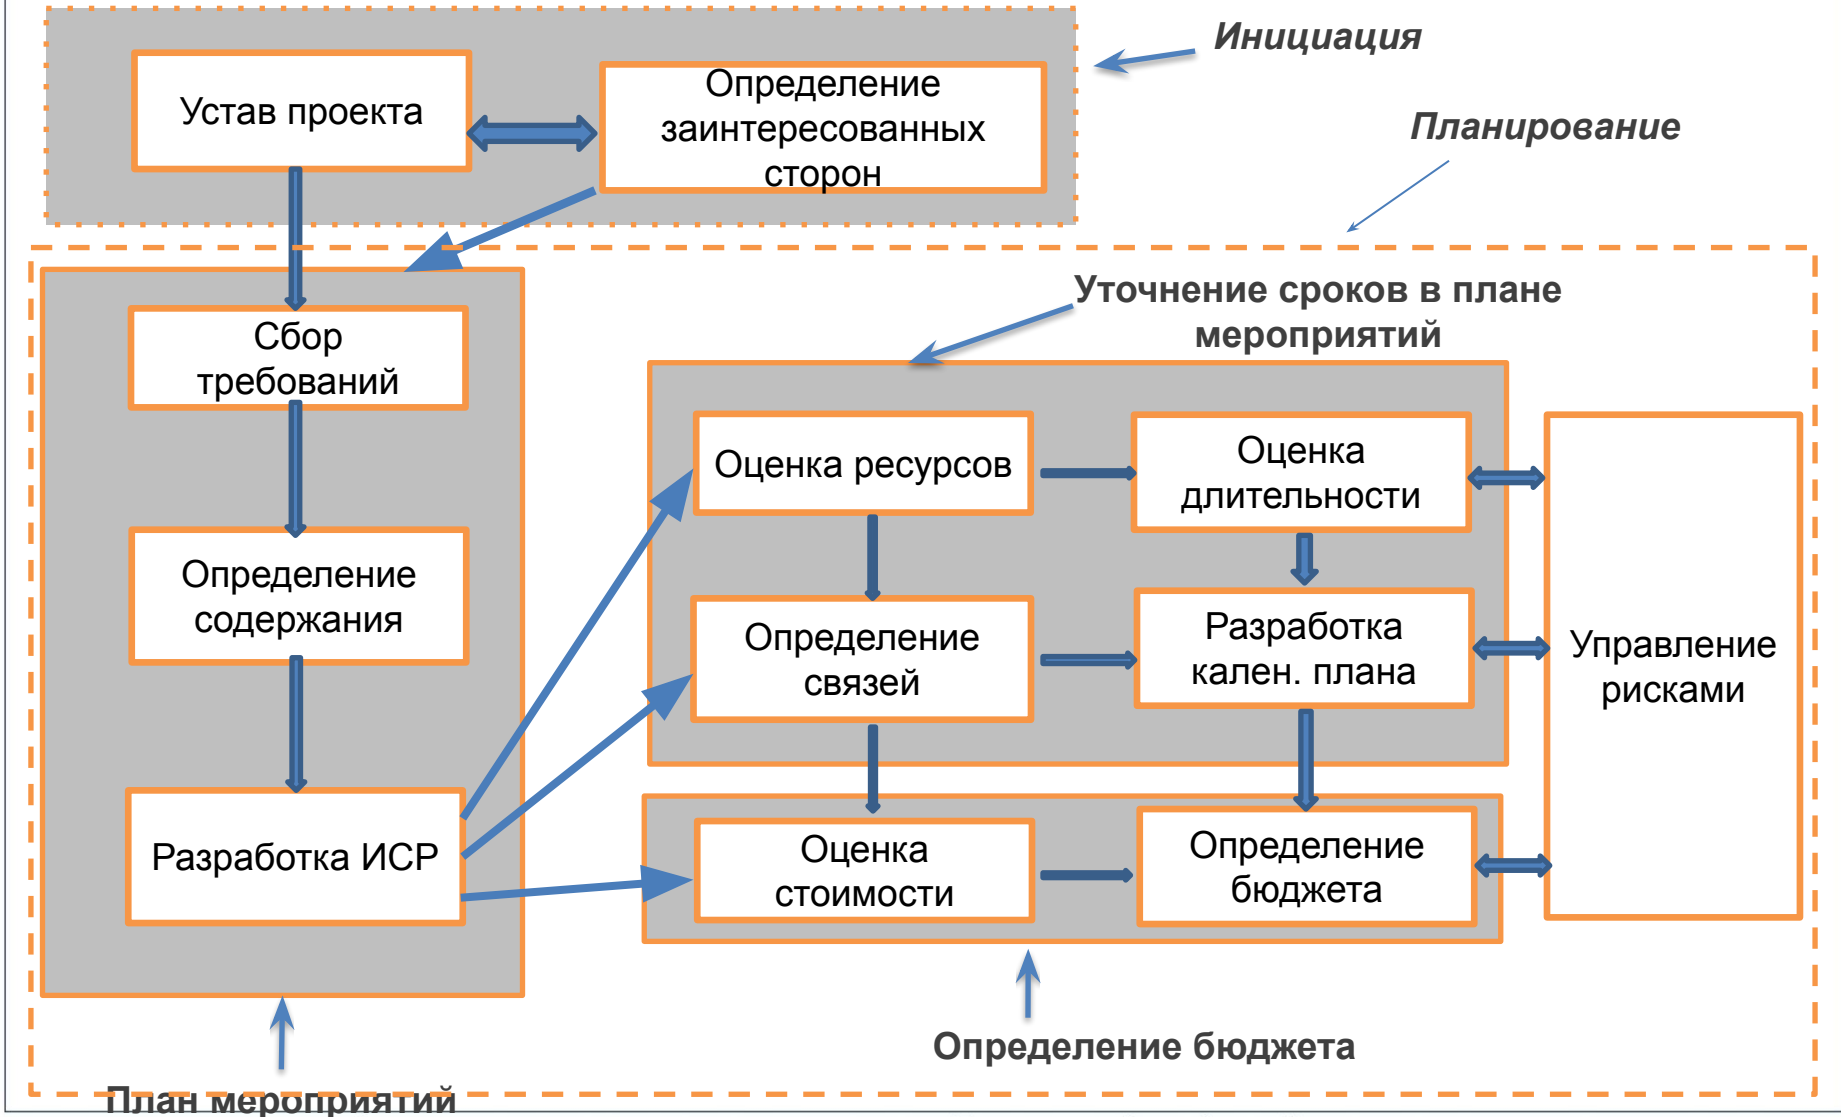 Инициация
Устав проекта
Определение
заинтересованных
сторон
Планирование
Уточнение сроков в плане
мероприятий
Сбор
требований
Оценка ресурсов
Оценка
длительности
Определение
содержания
Определение
связей
Разработка
кален. плана
Управление
рисками
Разработка ИСР
Оценка
стоимости
Определение
бюджета
Определение бюджета
План мероприятий